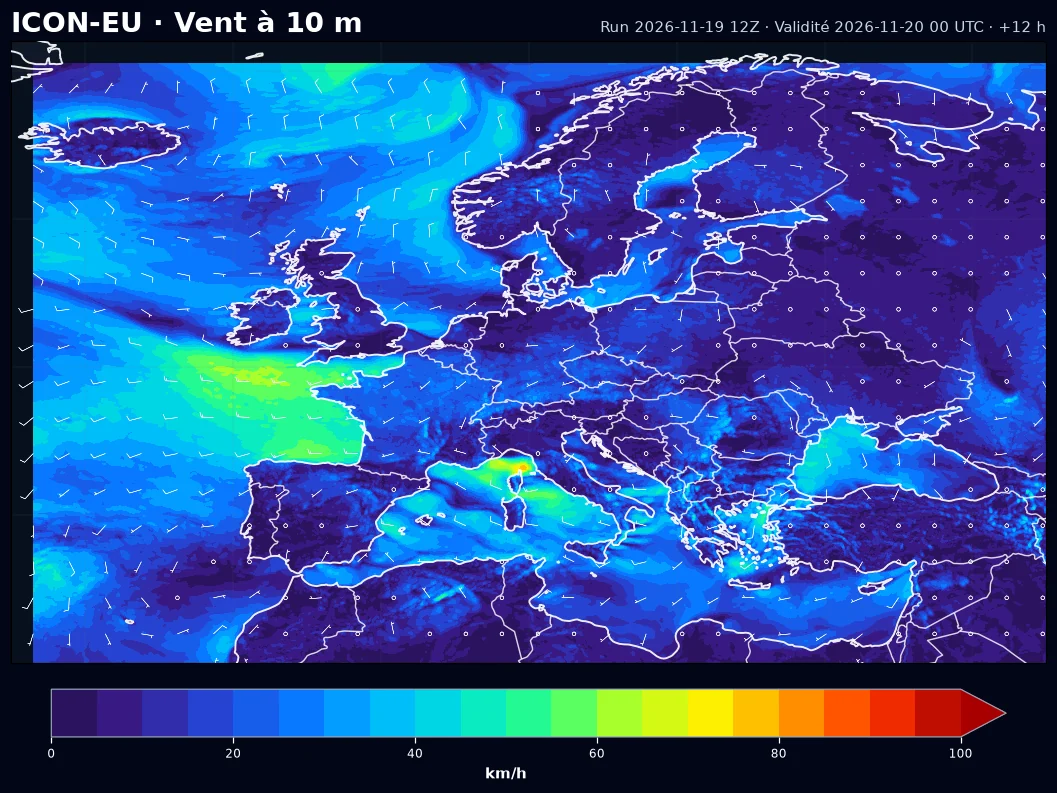 ICON-EU · Vent à 10 m
Run 2026-11-19 12Z · Validité 2026-11-20 00 UTC · +12 h
0 20 40 60 80 100
km/h